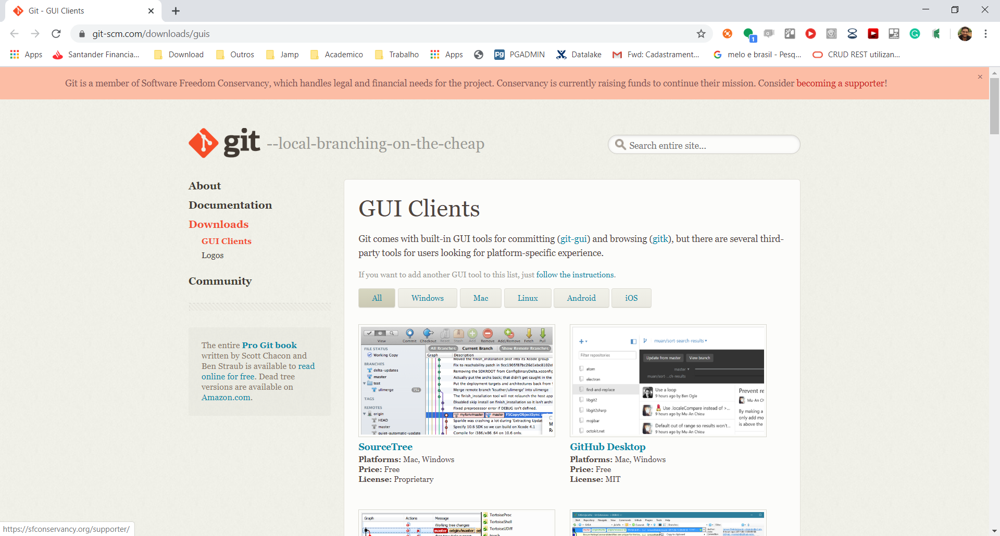 Git - GUI Clients
git-scm.com/downloads/guis
1
Apps
Santander Financia...
Download
Outros
Jamp
Academico
Trabalho
Apps
pg
PGADMIN
Datalake
Fwd: Cadastrament...
melo e brasil - Pesq...
CRUD REST utilizan...
Git is a member of Software Freedom Conservancy, which handles legal and financial needs for the project. Conservancy is currently raising funds to continue their mission. Consider becoming a supporter!
git --local-branching-on-the-cheap
Search entire site...
About
Documentation
Downloads
GUI Clients
Logos
Community
The entire Pro Git book
written by Scott Chacon and
Ben Straub is available to read
online for free. Dead tree
versions are available on
Amazon.com.
GUI Clients
Git comes with built-in GUI tools for committing (git-gui) and browsing (gitk), but there are several third-
party tools for users looking for platform-specific experience.
If you want to add another GUI tool to this list, just follow the instructions.
All
Windows
Mac
Linux
Android
iOS
View
Commit Checkout Reset Stash Add Remove Add/Remove Fetch Pull
FILE STATUS
Working Copy
BRANCHES
delta-updates
master
test
ulimerge
TAGS
REMOTES
origin
HEAD
master
quiet-automatic-update
All Branches Current Branch Show Remote Branches
Graph Description
Moved the finish_installation plist into its Xcode group
Fix to reachability patch in 9cc1905f87bc26d1ebc8102ef
Removing the SDKROOT from ConfigBinaryDelta.xcconfig
Actually put the archs back; that didn't get caught in the
Put the deployment targets and architectures back from
Merge remote branch 'ksuther/ulimerge' into ulimerge
The finish_installation tool will not relaunch the host app
Disabled skip install on finish_installation so it isn't archi
Fixed preprocessor error if DEBUG isn't defined.
myfork/master master FSCopyObjectSync
Sparkle was crashing a lot during 'Extracting Updat
Specify 10.6 SDK so we can build on Xcode 4.1
Compile for i386/x86_64 on 10.6 only.
SourceTree
Platforms: Mac, Windows
Price: Free
License: Proprietary
muan/sort-search-results
Filter repositories
Update from master View branch
master
muan/sort-...ch-results
atom
electron
find-and-replace
libgit2
libgit2sharp
mojibar
octokit.net
Use a loop
9 hours ago by Ben Ogle
Use .localeCompare instead of >...
9 hours ago by Mu-An Chiou
Default out of range so results won't...
9 hours ago by Mu-An Chiou
Prevent re
Mu-An Ch
By making a
only add mo
is above the
GitHub Desktop
Platforms: Mac, Windows
Price: Free
License: MIT
Graph Actions Message
Working tree changes
master origin/master
TortoiseProc
TortoiseShell
TortoiseUDiff
touch
Start Repository Navigate View Commands Github Plugins Tools Help
https://sfconservancy.org/supporter/